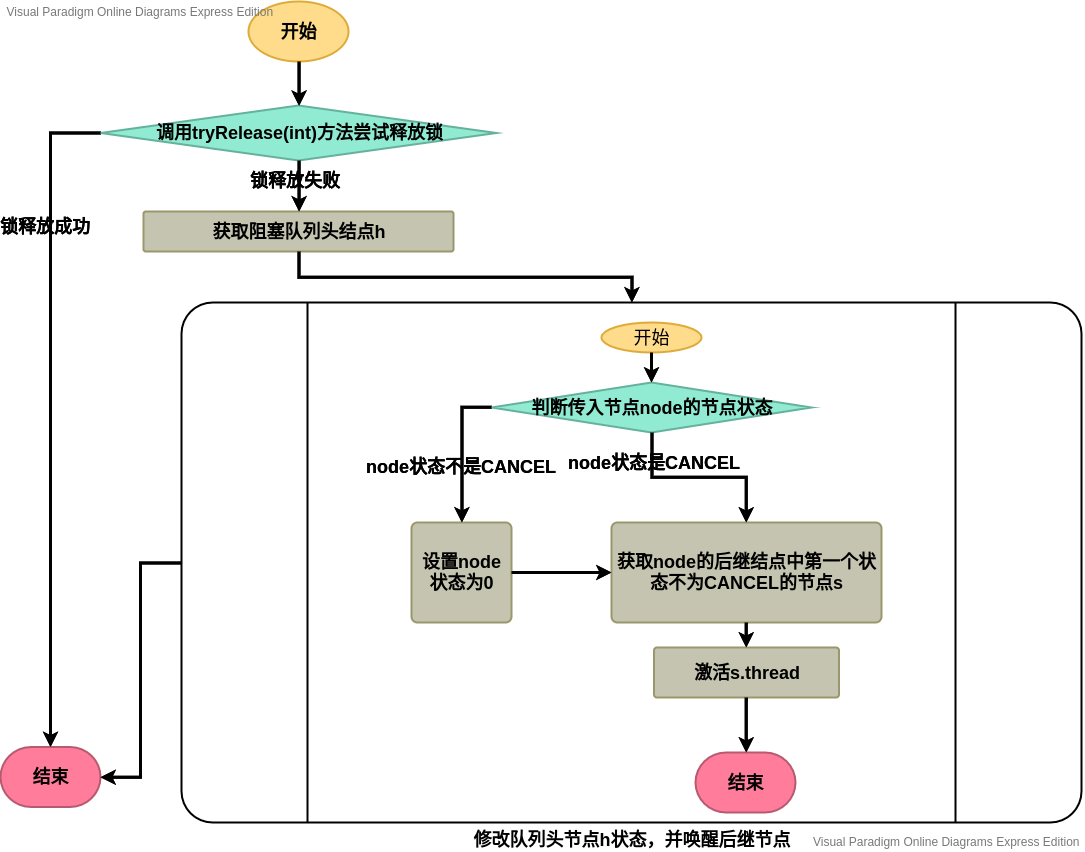 Visual Paradigm Online Diagrams Express Edition
开始
调用tryRelease(int)方法尝试释放锁
锁释放失败
锁释放成功
获取阻塞队列头结点h
开始
判断传入节点node的节点状态
node状态不是CANCEL
node状态是CANCEL
设置node
状态为0
获取node的后继结点中第一个状
态不为CANCEL的节点s
激活s.thread
结束
结束
修改队列头节点h状态，并唤醒后继节点
Visual Paradigm Online Diagrams Express Edition